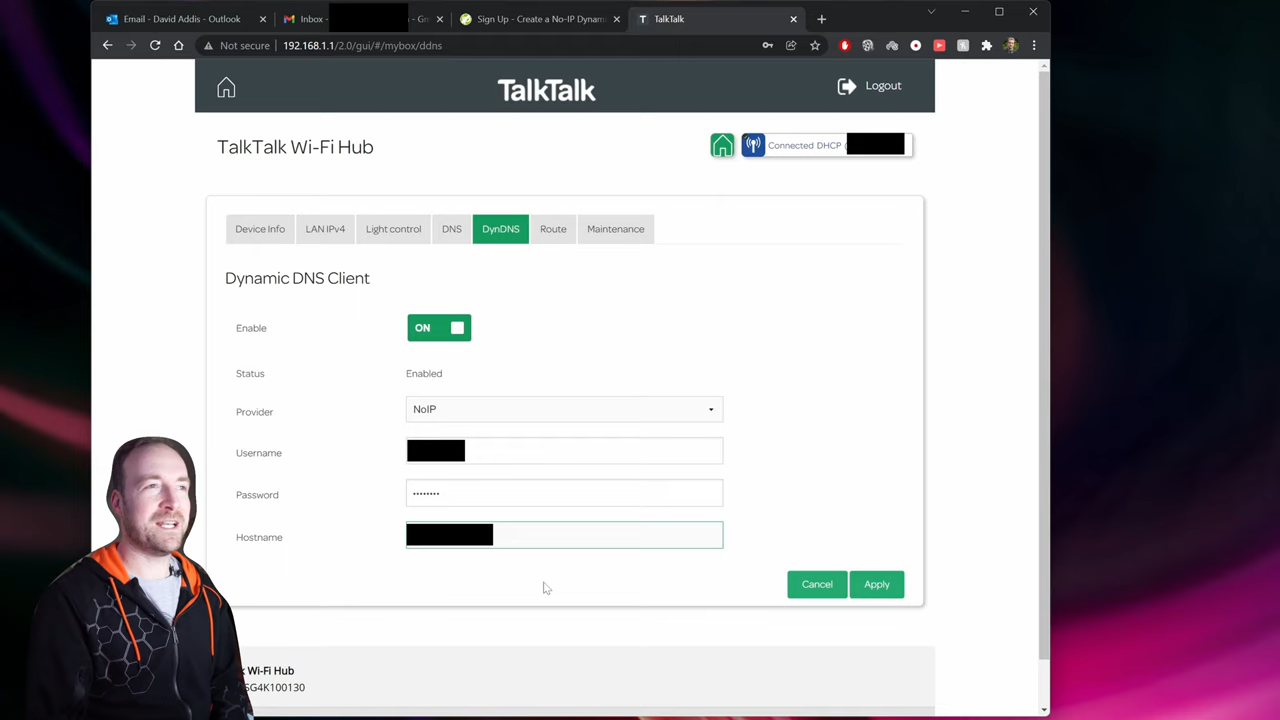 Email - David Addis - Outlook
Inbox -
- Gm
Sign Up - Create a No-IP Dynam
TalkTalk
Not secure
192.168.1.1/2.0/gui/#/mybox/ddns
TalkTalk
Logout
TalkTalk Wi-Fi Hub
Connected DHCP (
Device Info
LAN IPv4
Light control
DNS
DynDNS
Route
Maintenance
Dynamic DNS Client
Enable
ON
Status
Enabled
Provider
NoIP
Username
Password
••••••••
Hostname
Cancel
Apply
k Wi-Fi Hub
SG4K100130